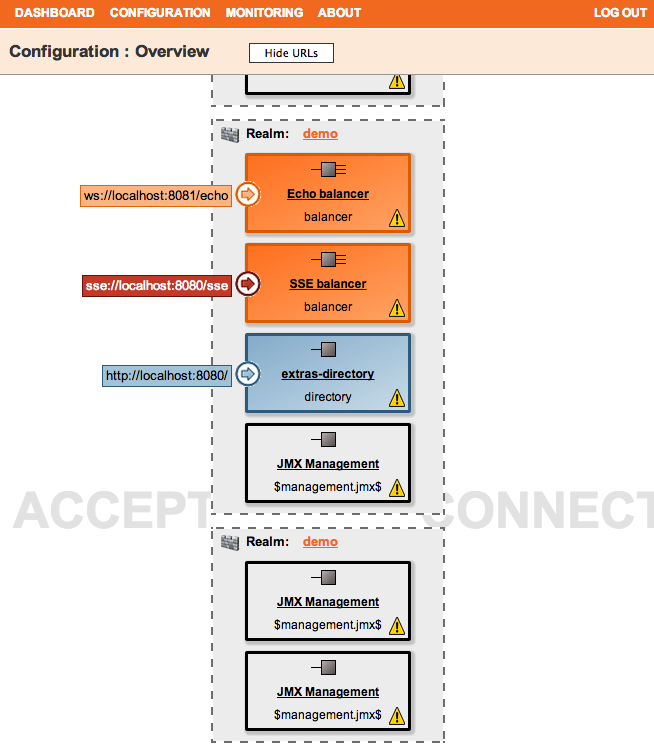 DASHBOARD CONFIGURATION MONITORING ABOUT LOG OUT
Configuration : Overview Hide URLs
Realm: demo
ws://localhost:8081/echo
Echo balancer
balancer
sse://localhost:8080/sse
SSE balancer
balancer
http://localhost:8080/
extras-directory
directory
JMX Management
$management.jmx$
ACCEPT CONNECT
Realm: demo
JMX Management
$management.jmx$
JMX Management
$management.jmx$